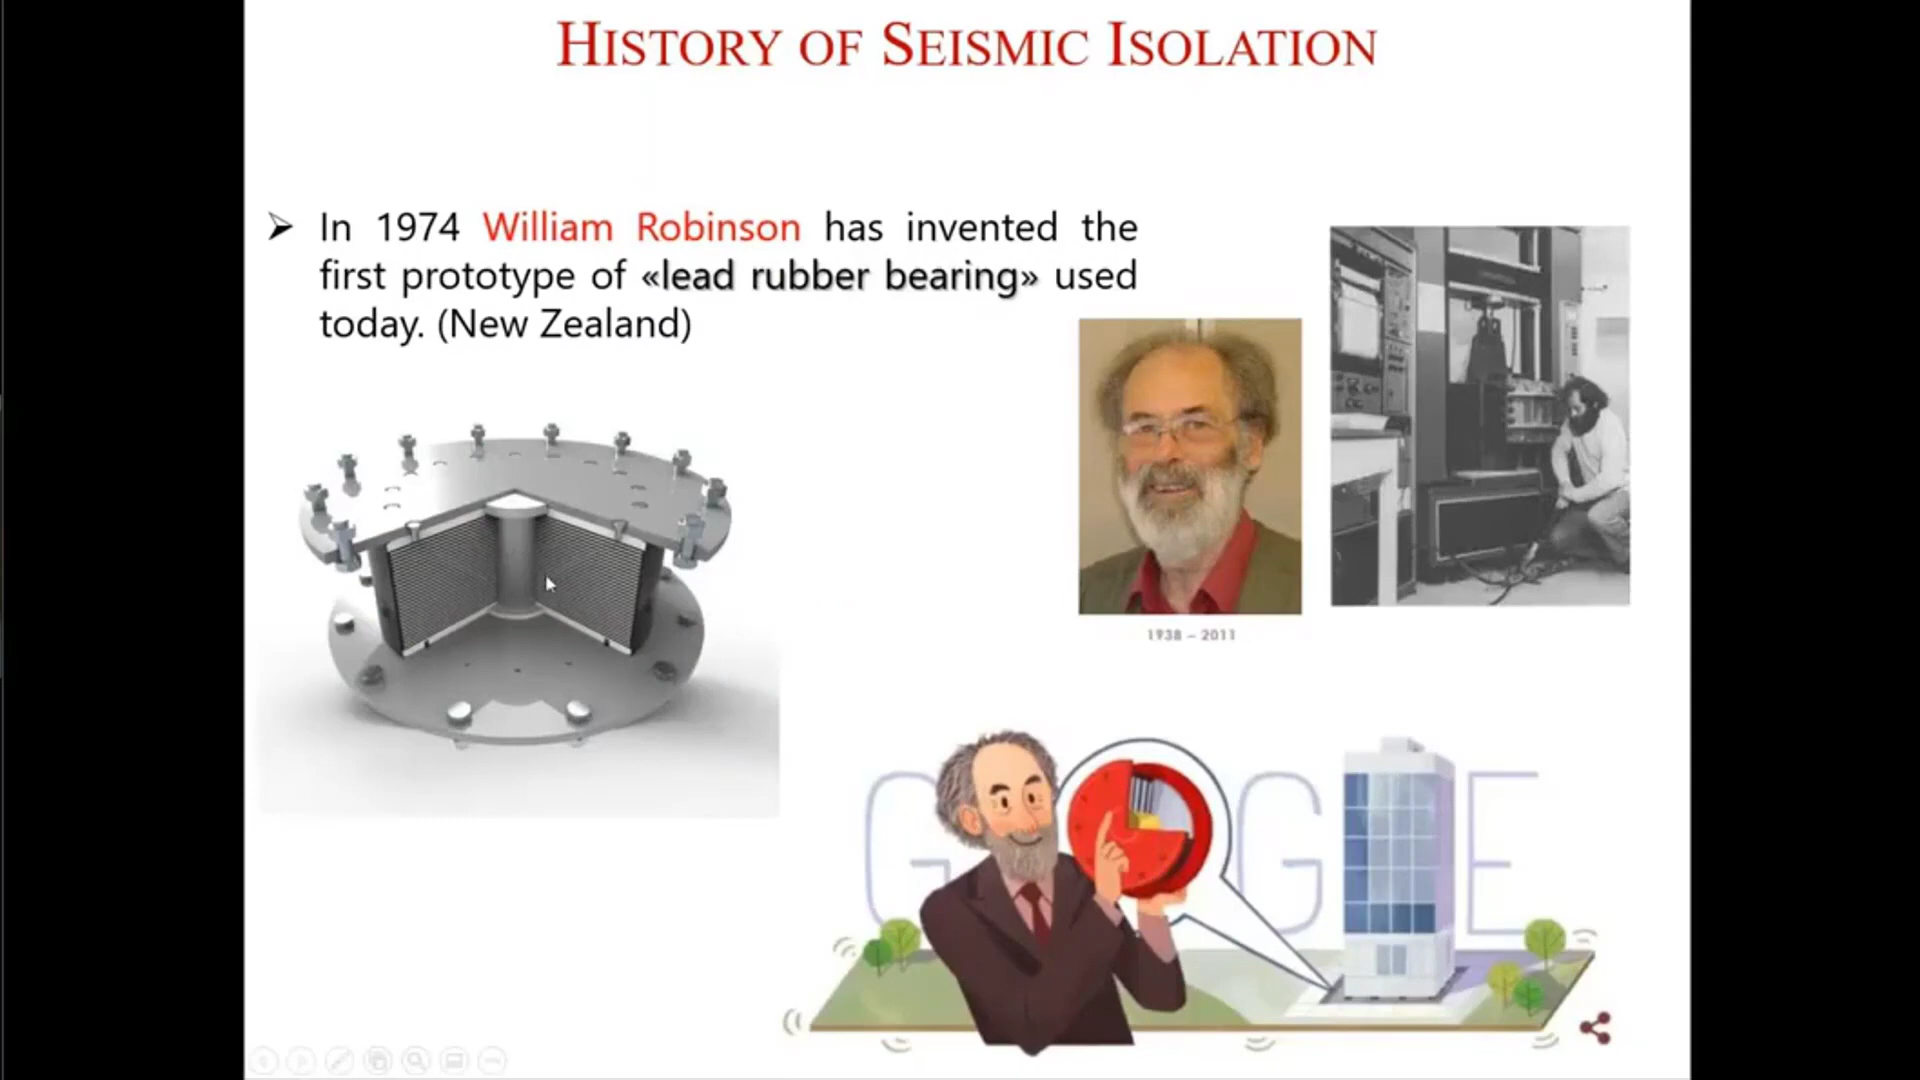 HISTORY OF SEISMIC ISOLATION
➢ In 1974 William Robinson has invented the
first prototype of «lead rubber bearing» used
today. (New Zealand)
1938 – 2011
G G E